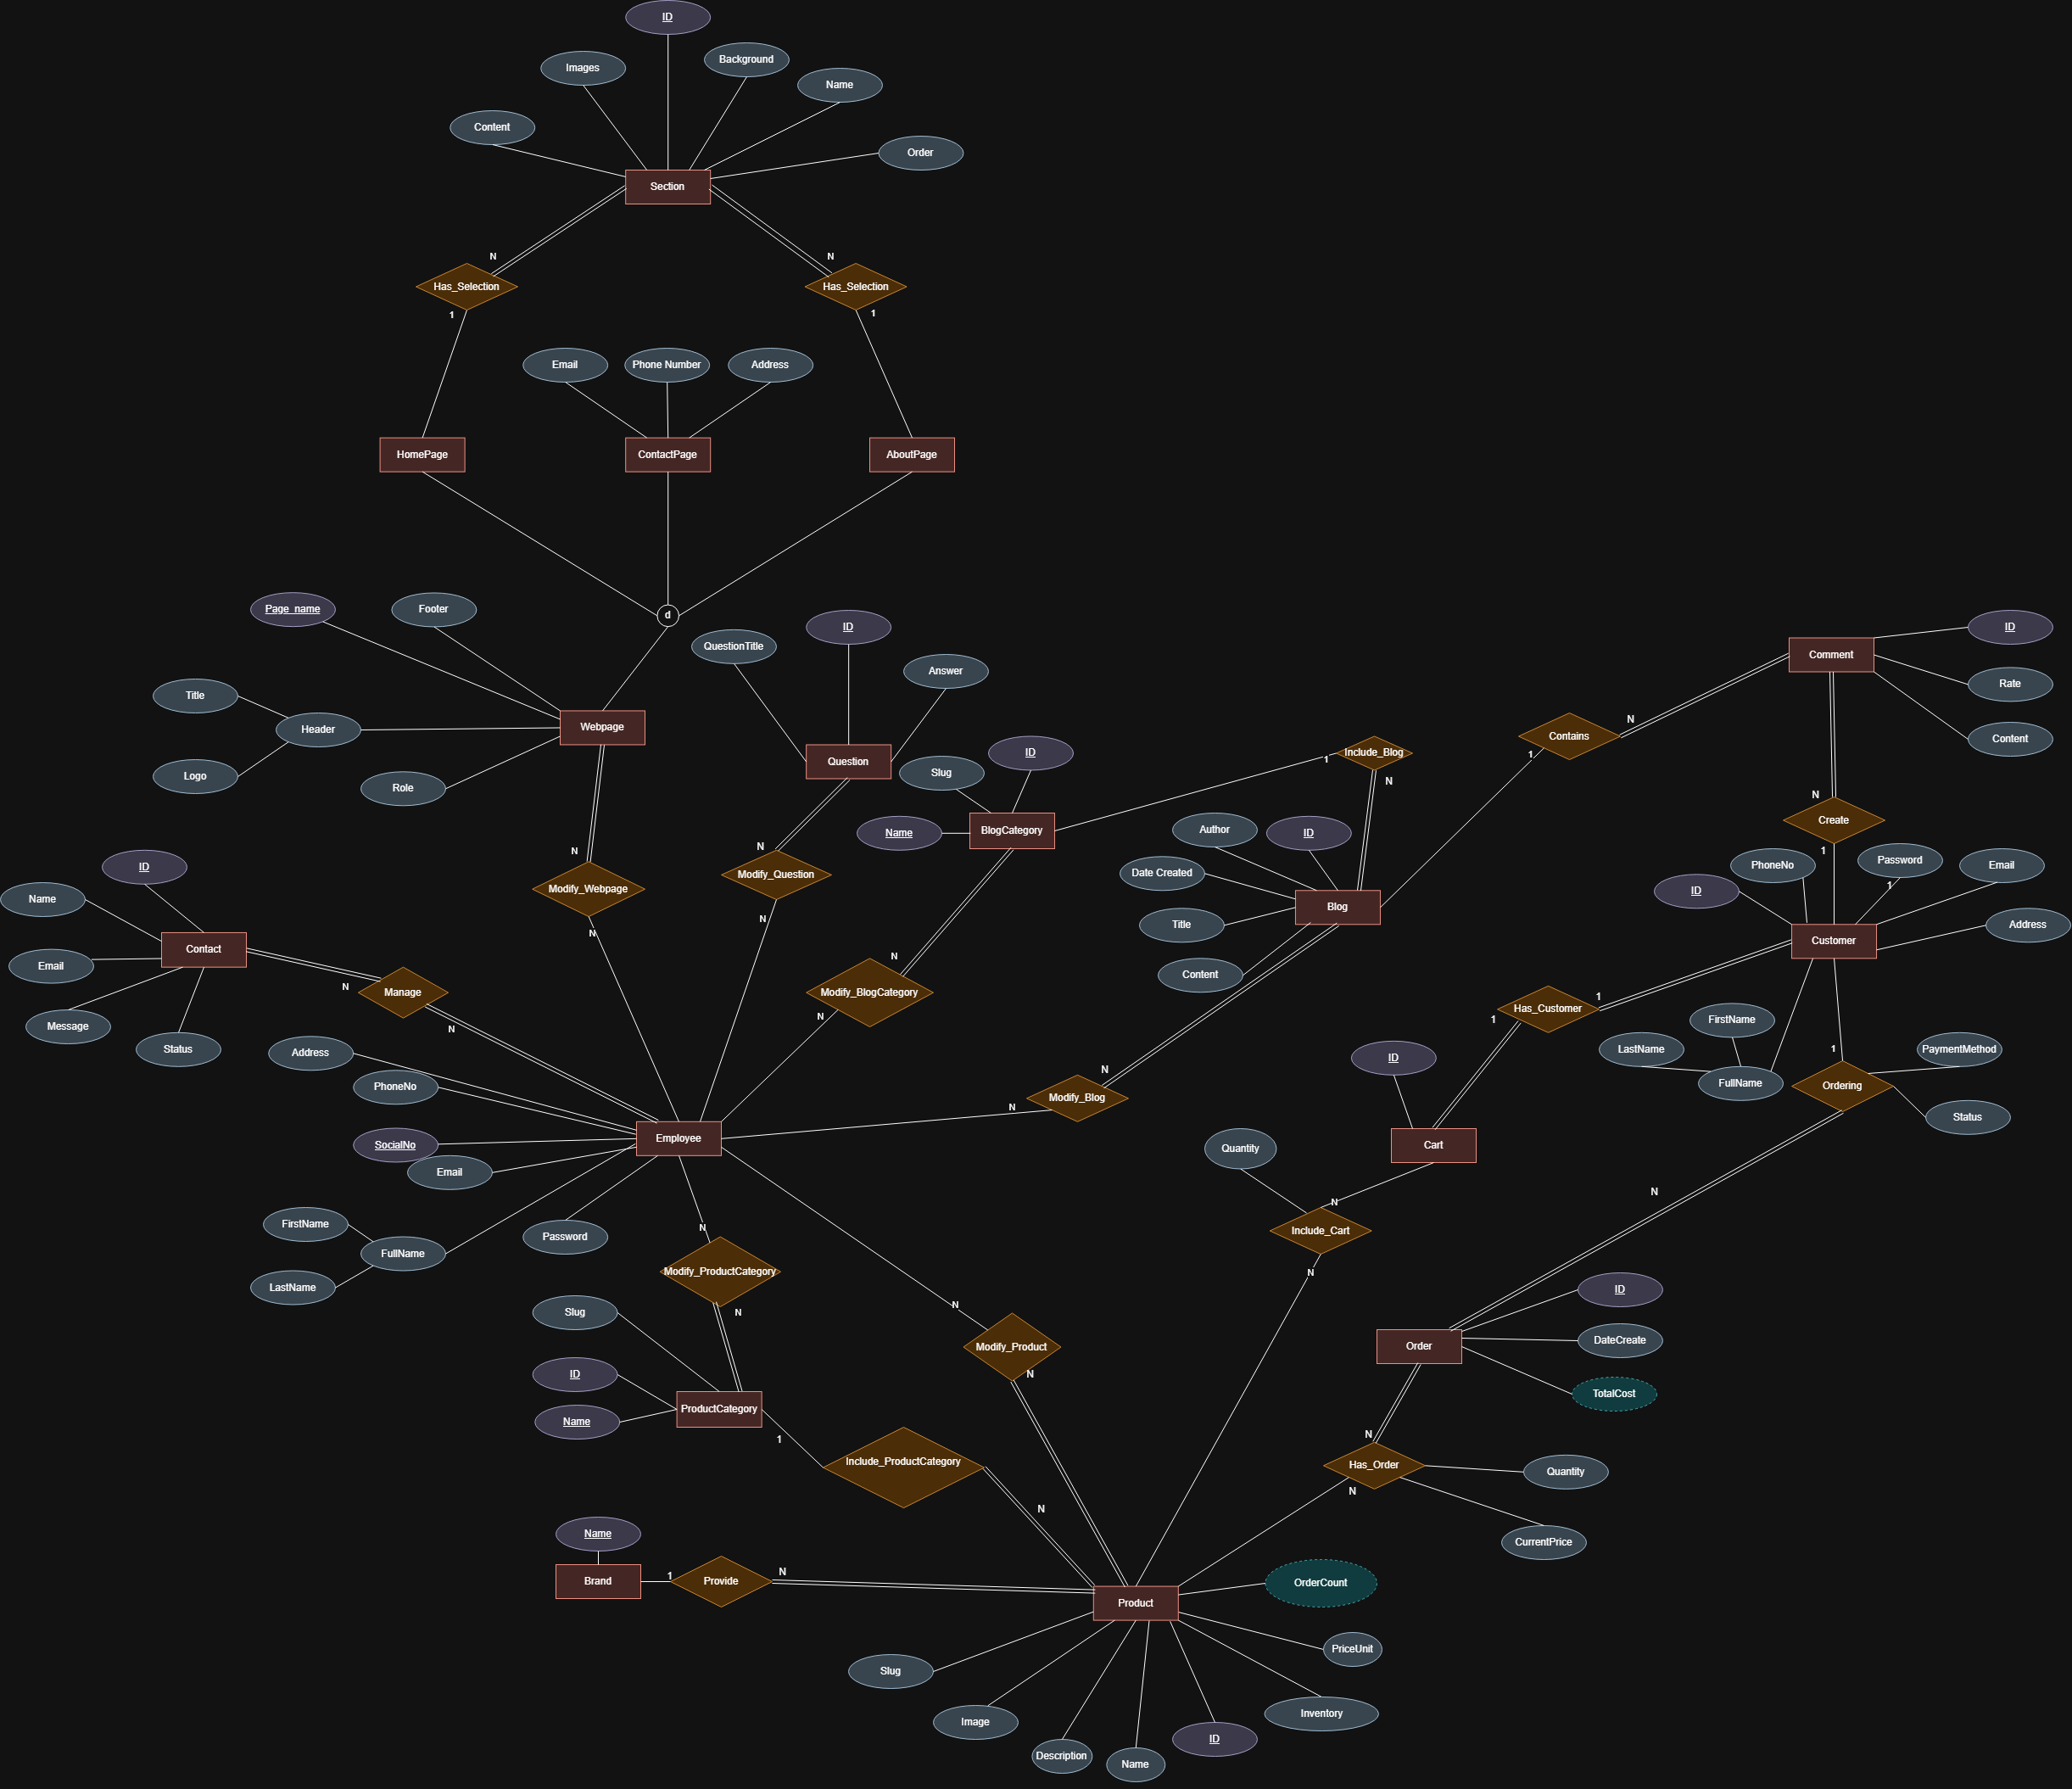 ID
Images
Background
Name
Content
Order
Section
N
N
Has_Selection
Has_Selection
1
1
Email
Phone Number
Address
HomePage
ContactPage
AboutPage
d
Page_name
Footer
Title
Header
Logo
Role
Webpage
QuestionTitle
ID
Answer
Question
Slug
ID
Name
BlogCategory
1
Include_Blog
N
Contains
N
1
Comment
ID
Rate
Content
N
Create
1
Author
ID
Date Created
Title
Content
Blog
PhoneNo
Password
1
Email
ID
Address
Customer
N
Modify_Webpage
N
N
Modify_Question
N
N
Modify_BlogCategory
N
ID
Name
Contact
Email
Message
Status
N
Manage
N
Address
PhoneNo
SocialNo
Email
Employee
FirstName
FullName
LastName
Password
N
Modify_Blog
N
Has_Customer
1
1
FirstName
LastName
FullName
1
PaymentMethod
Ordering
Status
ID
Cart
Quantity
N
Include_Cart
N
N
N
Modify_ProductCategory
N
Slug
ID
Name
ProductCategory
1
Include_ProductCategory
N
N
Modify_Product
N
ID
DateCreate
TotalCost
Order
N
Has_Order
N
Quantity
CurrentPrice
Name
Brand
1
Provide
N
Product
OrderCount
PriceUnit
Slug
Image
Description
Name
ID
Inventory